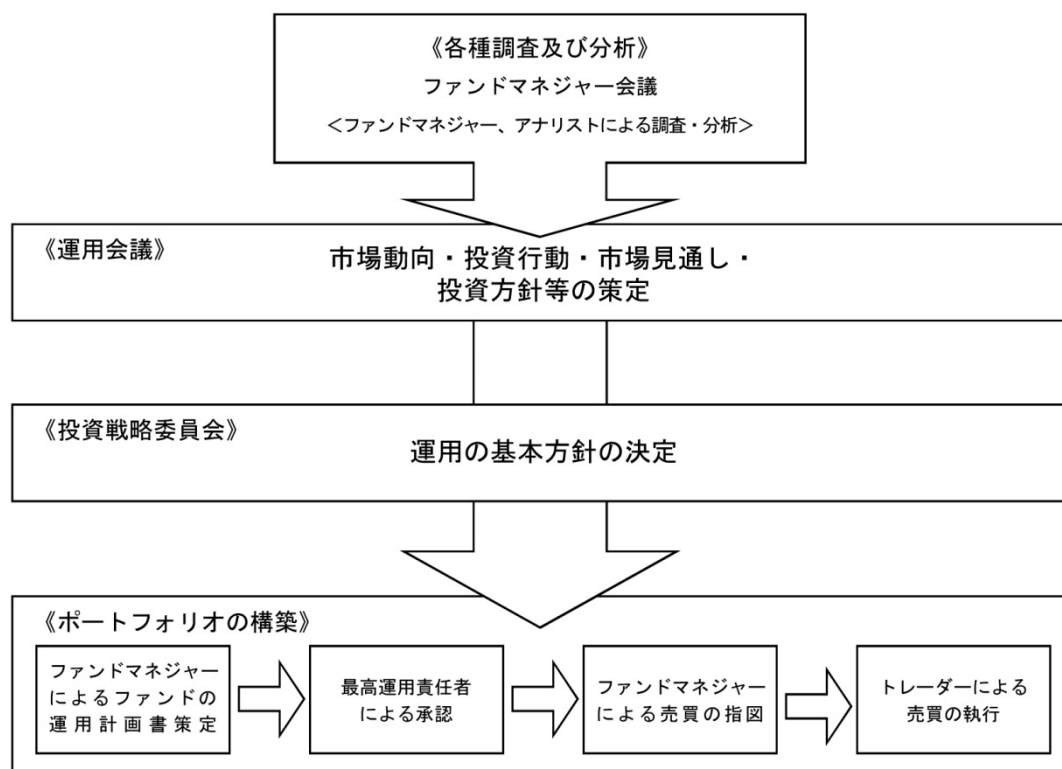 《各種調査及び分析》
ファンドマネジャー会議
＜ファンドマネジャー、アナリストによる調査・分析＞
《運用会議》
市場動向・投資行動・市場見通し・
投資方針等の策定
《投資戦略委員会》
運用の基本方針の決定
《ポートフォリオの構築》
ファンドマネジャー
によるファンドの
運用計画書策定
最高運用責任者
による承認
ファンドマネジャー
による売買の指図
トレーダーによる
売買の執行